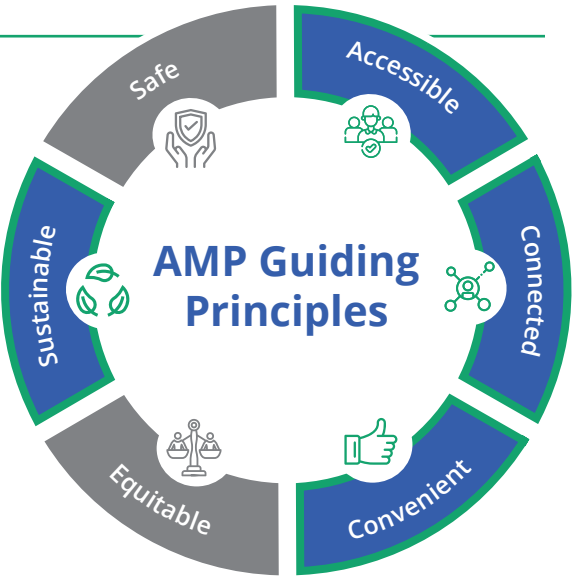 Safe
Accessible
Sustainable
AMP Guiding
Principles
Connected
Equitable
Convenient